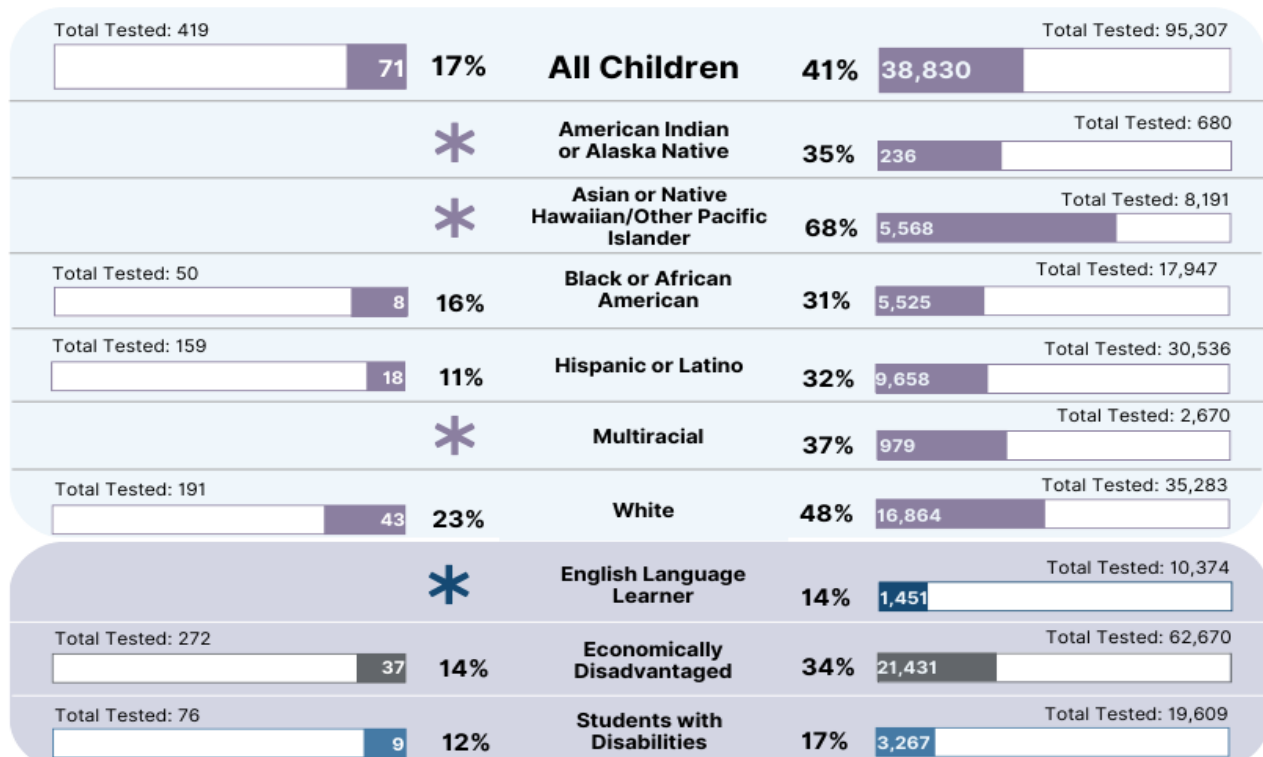 Total Tested: 419
Total Tested: 95,307
71 17% All Children 41% 38,830
Total Tested: 680
American Indian
or Alaska Native
* 35% 236
Total Tested: 8,191
Asian or Native
Hawaiian/Other Pacific
Islander
* 68% 5,568
Total Tested: 50
Total Tested: 17,947
Black or African
American
8 16% 31% 5,525
Total Tested: 159
Total Tested: 30,536
Hispanic or Latino
18 11% 32% 9,658
Total Tested: 2,670
* Multiracial 37% 979
Total Tested: 191
Total Tested: 35,283
43 23% White 48% 16,864
Total Tested: 10,374
English Language
Learner
* 14% 1,451
Total Tested: 272
Total Tested: 62,670
Economically
Disadvantaged
37 14% 34% 21,431
Total Tested: 76
Total Tested: 19,609
Students with
Disabilities
9 12% 17% 3,267